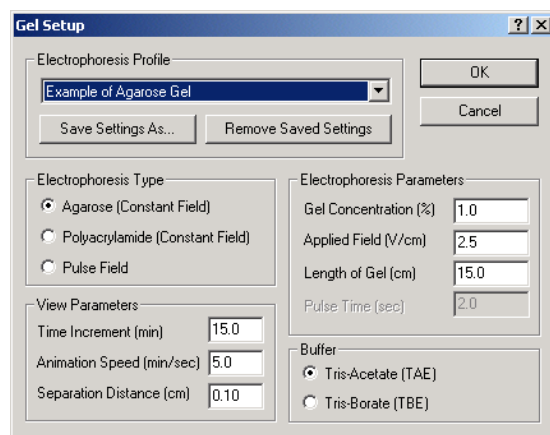 Gel Setup
Electrophoresis Profile
Example of Agarose Gel
Save Settings As...
Remove Saved Settings
OK
Cancel
Electrophoresis Type
Agarose (Constant Field)
Polyacrylamide (Constant Field)
Pulse Field
Electrophoresis Parameters
Gel Concentration (%) 1.0
Applied Field (V/cm) 2.5
Length of Gel (cm) 15.0
Pulse Time (sec) 2.0
View Parameters
Time Increment (min) 15.0
Animation Speed (min/sec) 5.0
Separation Distance (cm) 0.10
Buffer
Tris-Acetate (TAE)
Tris-Borate (TBE)